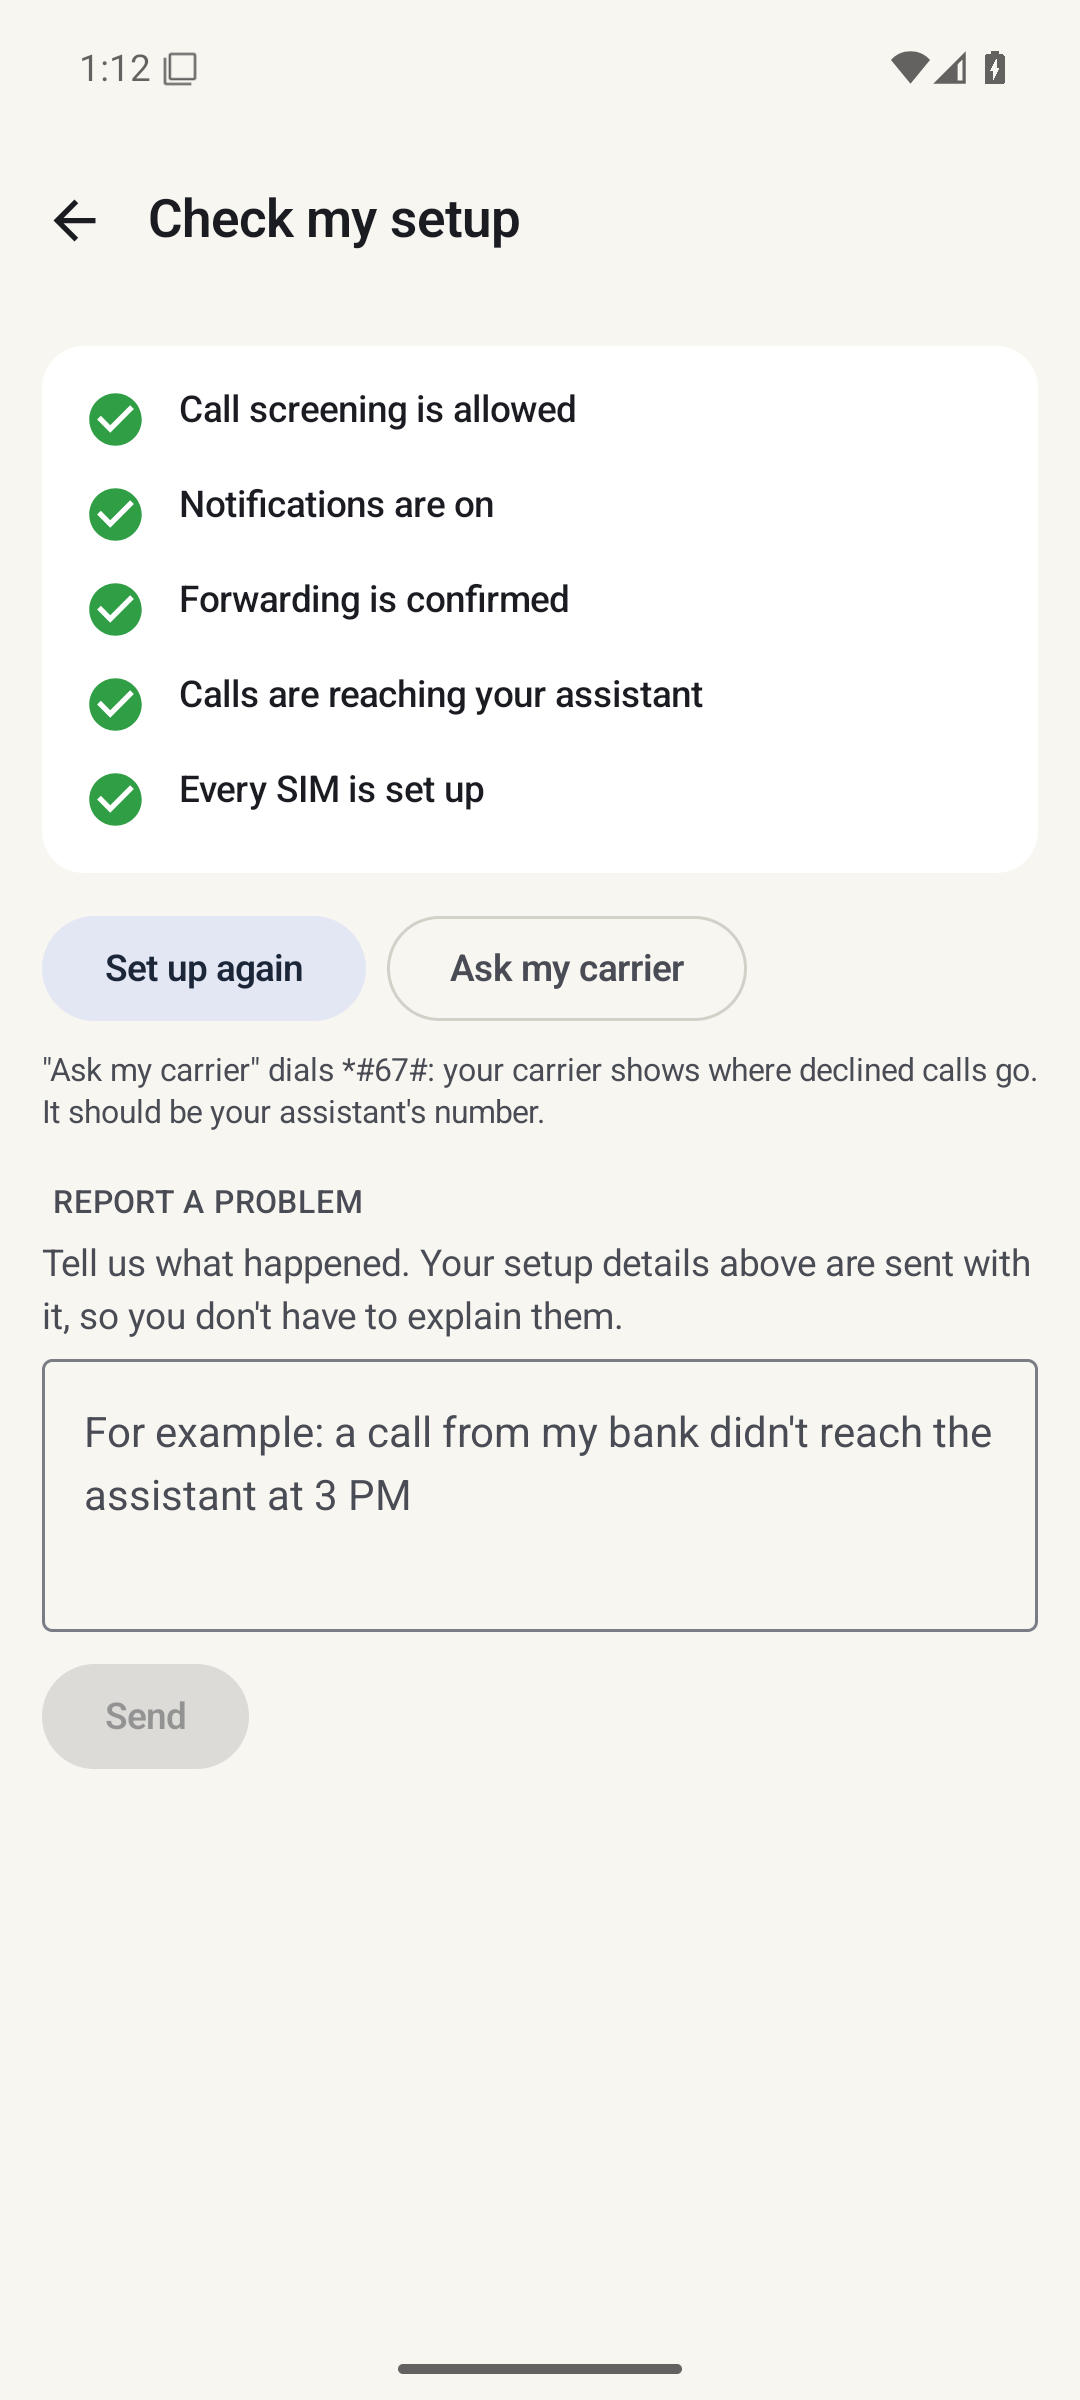 1:12
Check my setup
Call screening is allowed
Notifications are on
Forwarding is confirmed
Calls are reaching your assistant
Every SIM is set up
Set up again
Ask my carrier
"Ask my carrier" dials *#67#: your carrier shows where declined calls go.
It should be your assistant's number.
REPORT A PROBLEM
Tell us what happened. Your setup details above are sent with
it, so you don't have to explain them.
For example: a call from my bank didn't reach the
assistant at 3 PM
Send